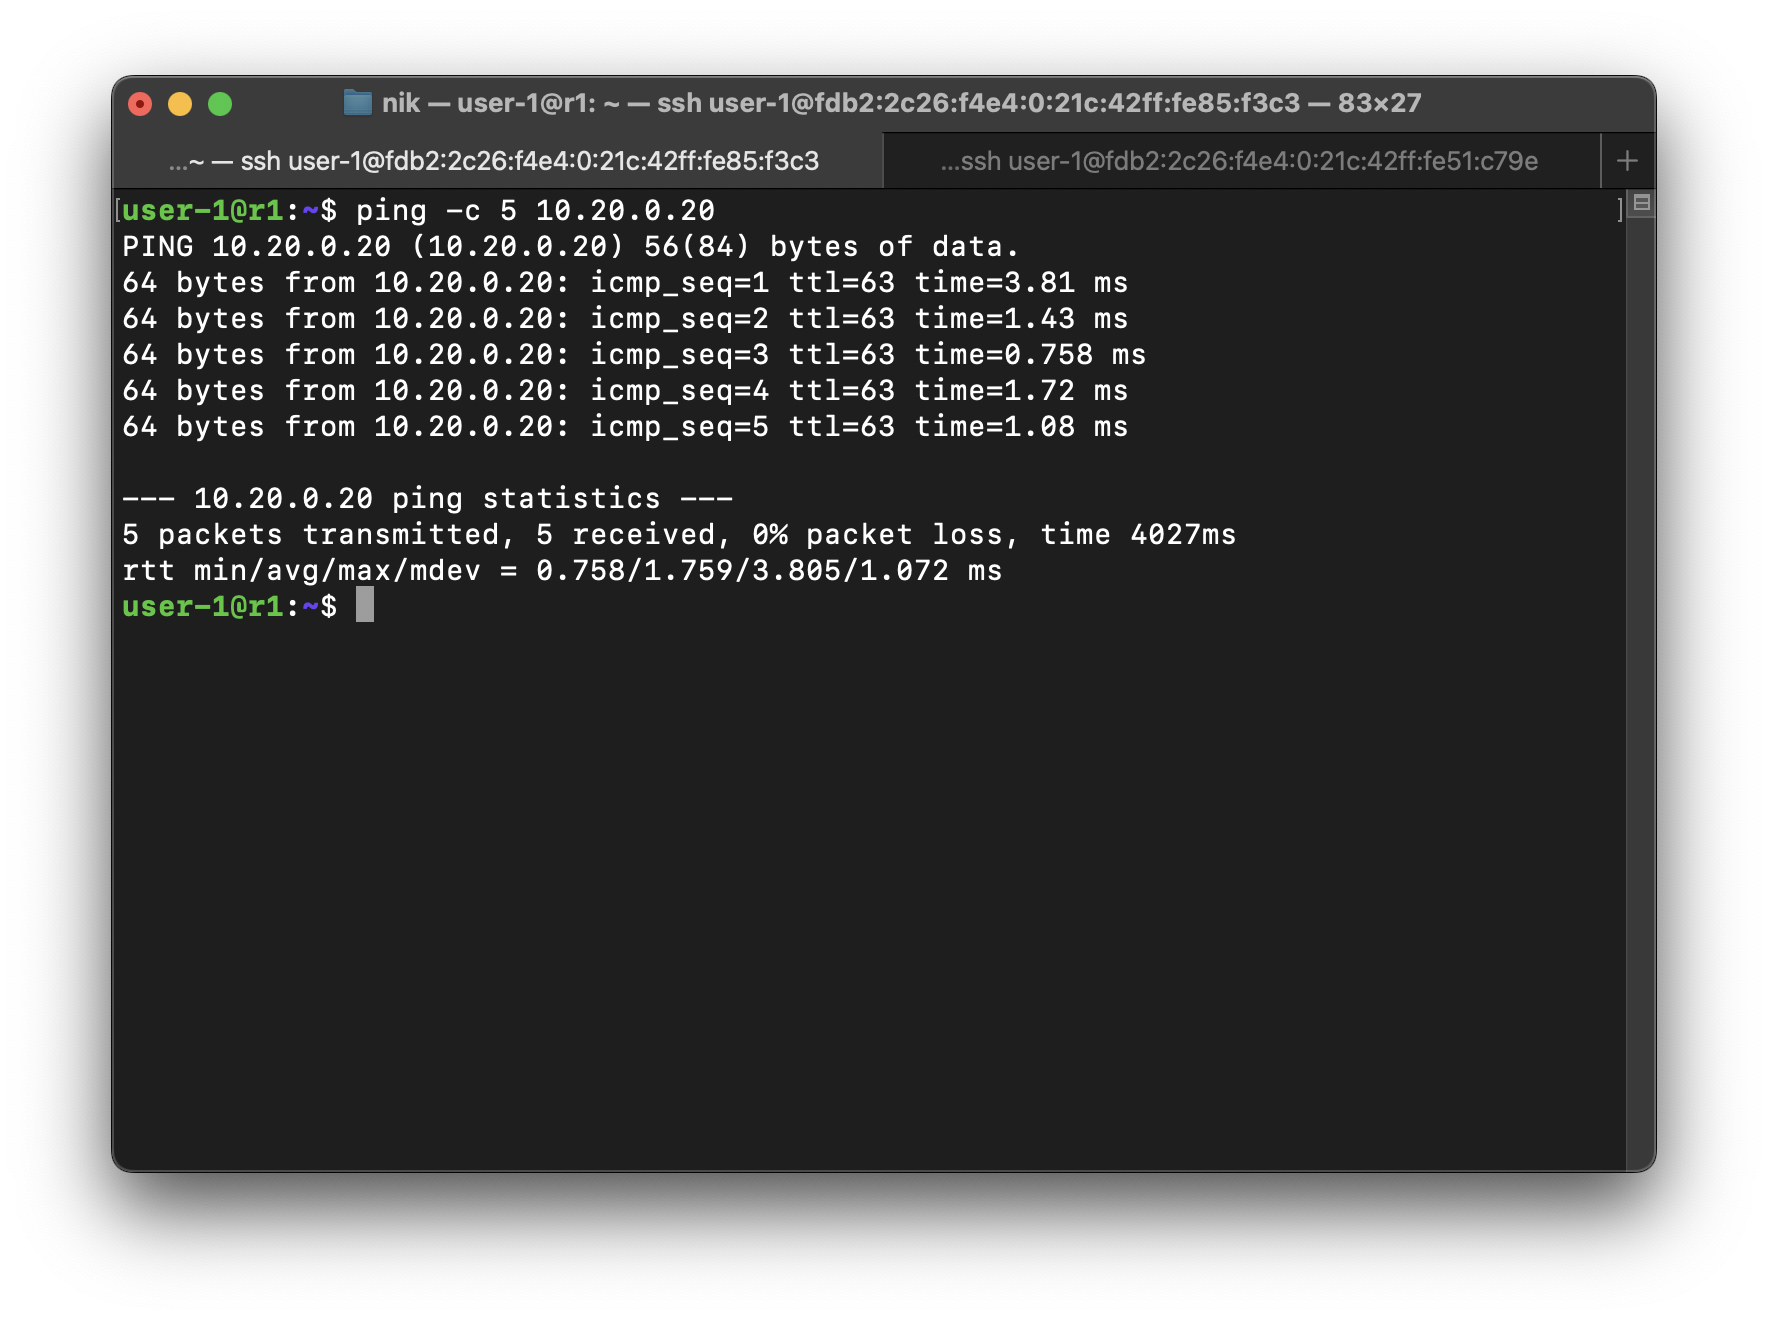 nik — user-1@r1: ~ — ssh user-1@fdb2:2c26:f4e4:0:21c:42ff:fe85:f3c3 — 83×27
...~ — ssh user-1@fdb2:2c26:f4e4:0:21c:42ff:fe85:f3c3 ...ssh user-1@fdb2:2c26:f4e4:0:21c:42ff:fe51:c79e +
[user-1@r1:~$ ping -c 5 10.20.0.20 ]
PING 10.20.0.20 (10.20.0.20) 56(84) bytes of data.
64 bytes from 10.20.0.20: icmp_seq=1 ttl=63 time=3.81 ms
64 bytes from 10.20.0.20: icmp_seq=2 ttl=63 time=1.43 ms
64 bytes from 10.20.0.20: icmp_seq=3 ttl=63 time=0.758 ms
64 bytes from 10.20.0.20: icmp_seq=4 ttl=63 time=1.72 ms
64 bytes from 10.20.0.20: icmp_seq=5 ttl=63 time=1.08 ms
--- 10.20.0.20 ping statistics ---
5 packets transmitted, 5 received, 0% packet loss, time 4027ms
rtt min/avg/max/mdev = 0.758/1.759/3.805/1.072 ms
user-1@r1:~$